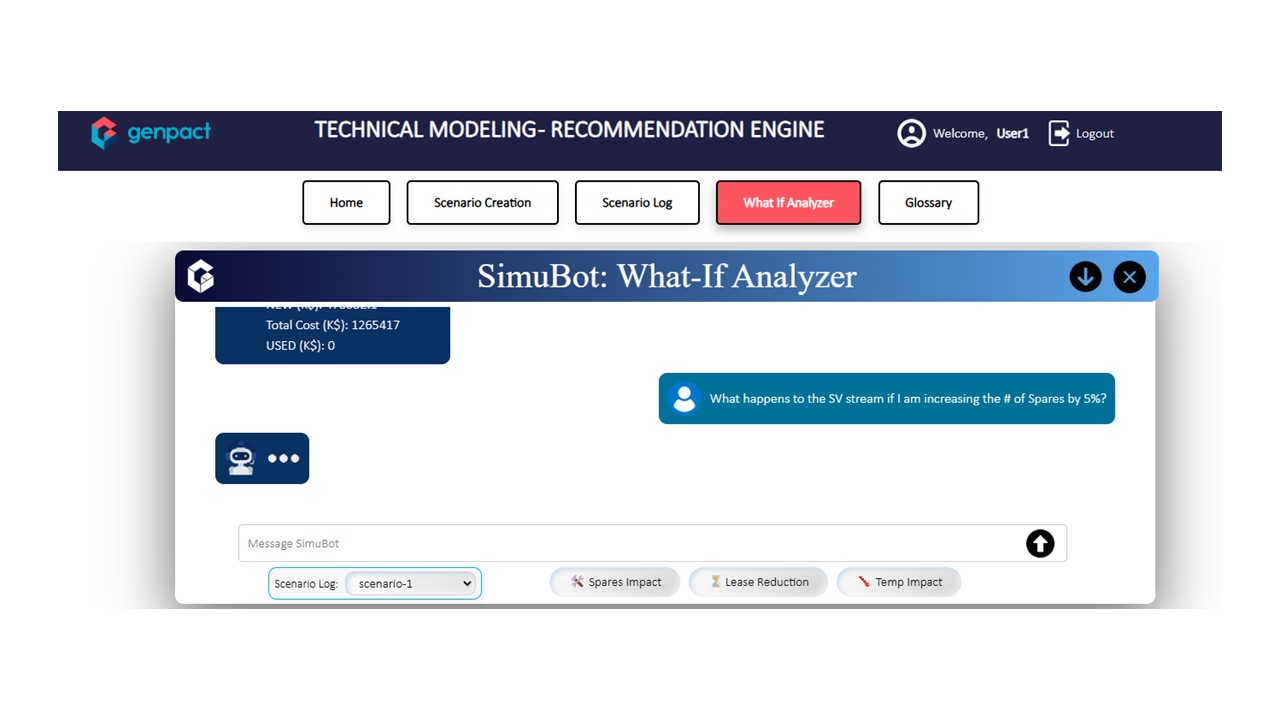 genpact
TECHNICAL MODELING- RECOMMENDATION ENGINE
Welcome, User1
Logout
Home
Scenario Creation
Scenario Log
What If Analyzer
Glossary
SimuBot: What-If Analyzer
Total Cost (K$): 1265417
USED (K$): 0
What happens to the SV stream if I am increasing the # of Spares by 5%?
Message SimuBot
Scenario Log: scenario-1
Spares Impact
Lease Reduction
Temp Impact